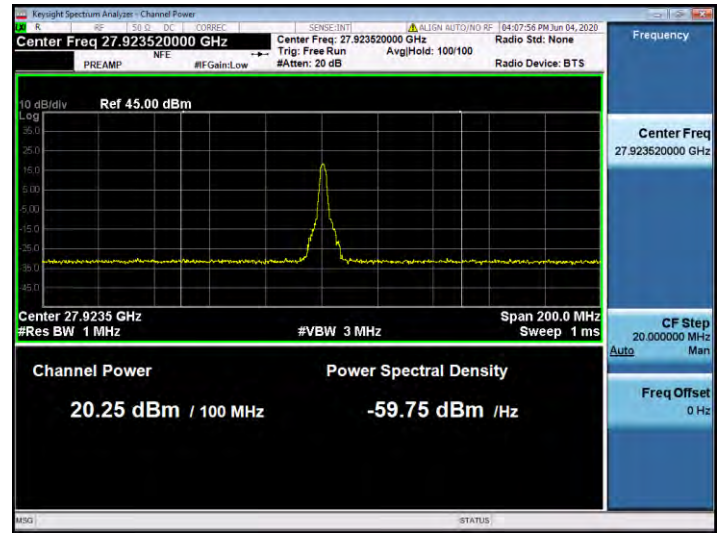 Keysight Spectrum Analyzer - Channel Power
R RF 50 Ω DC CORREC SENSE:INT ALIGN AUTO/NO RF 04:07:56 PM Jun 04, 2020
Center Freq 27.923520000 GHz Center Freq: 27.923520000 GHz Radio Std: None Frequency
NFE Trig: Free Run Avg|Hold: 100/100
PREAMP #IFGain:Low #Atten: 20 dB Radio Device: BTS
10 dB/div Ref 45.00 dBm
Log
35.0
25.0
15.0
5.00
-5.00
-15.0
-25.0
-35.0
-45.0
Center Freq
27.923520000 GHz
Center 27.9235 GHz Span 200.0 MHz
#Res BW 1 MHz #VBW 3 MHz Sweep 1 ms
CF Step
20.000000 MHz
Auto Man
Channel Power Power Spectral Density
20.25 dBm / 100 MHz -59.75 dBm /Hz
Freq Offset
0 Hz
MSG STATUS